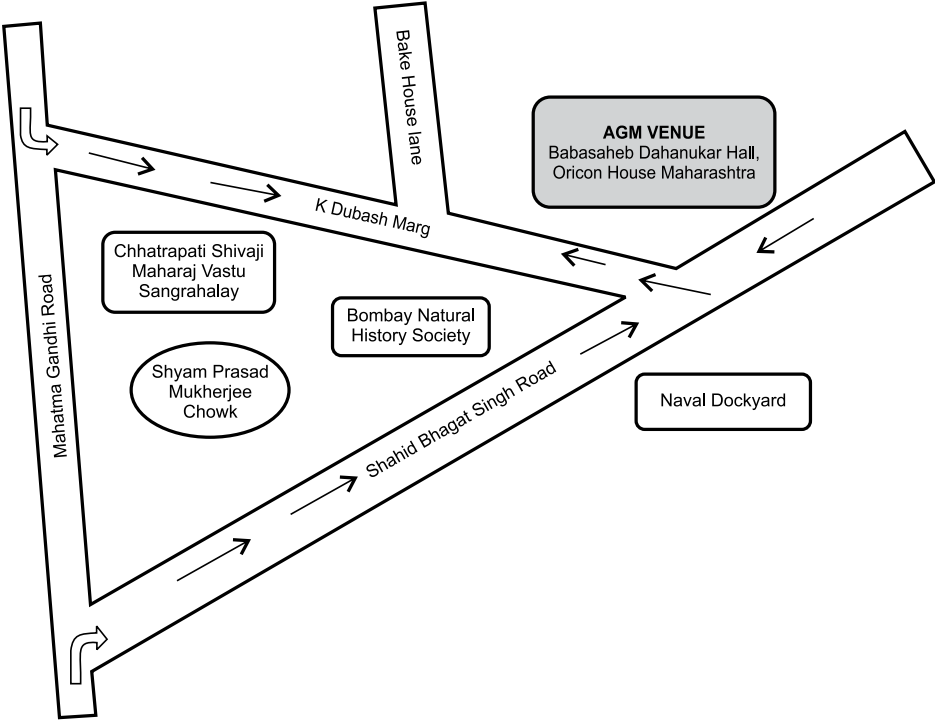 Bake House lane
AGM VENUE
Babasaheb Dahanukar Hall,
Oricon House Maharashtra
K Dubash Marg
Chhatrapati Shivaji
Maharaj Vastu
Sangrahalay
Mahatma Gandhi Road
Bombay Natural
History Society
Shyam Prasad
Mukherjee
Chowk
Shahid Bhagat Singh Road
Naval Dockyard